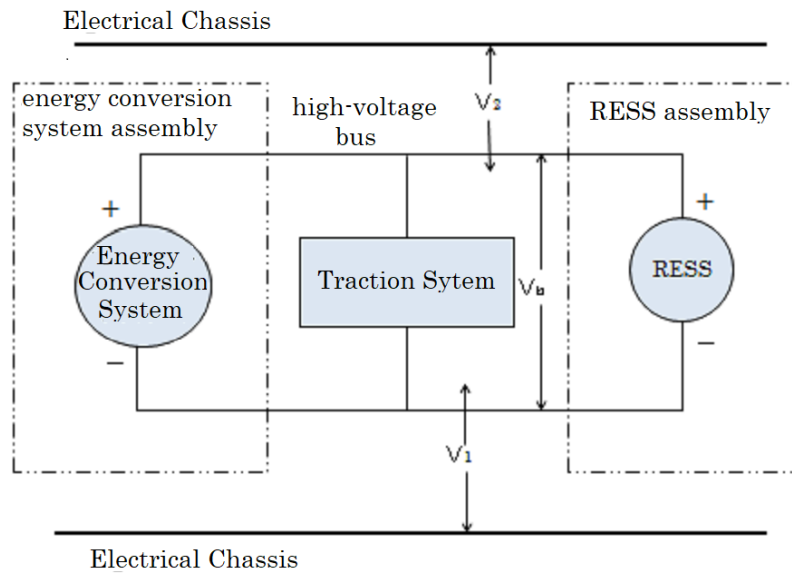 Electrical Chassis
energy conversion
system assembly
high-voltage
bus
V2
RESS assembly
+
+
Energy
Conversion
System
Traction Sytem
Vb
RESS
−
−
V1
Electrical Chassis